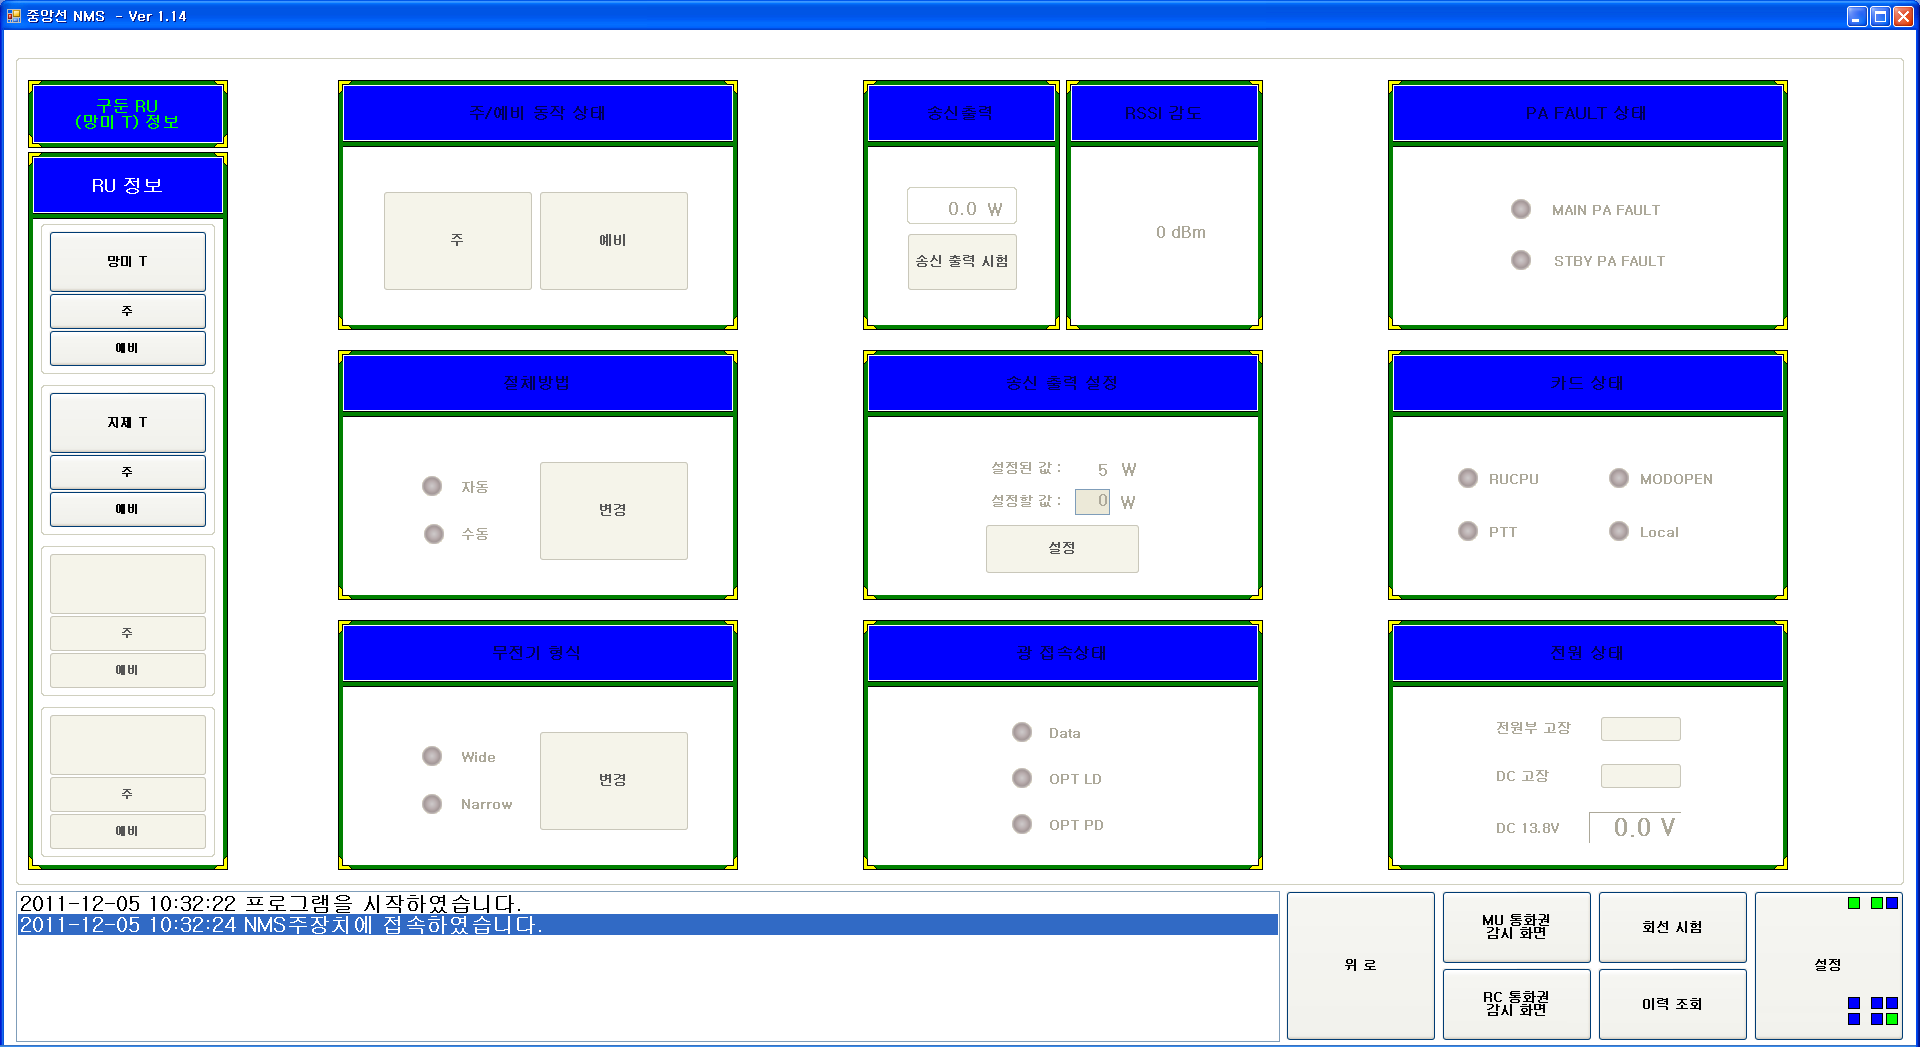 중앙선 NMS - Ver 1.14
구둔 RU
(망미 T) 정보
RU 정보
망미 T
주
예비
지제 T
주
예비
주
예비
주
예비
주/예비 동작 상태
주
예비
송신출력
0.0 W
송신 출력 시험
RSSI 감도
0 dBm
PA FAULT 상태
MAIN PA FAULT
STBY PA FAULT
절체방법
자동
수동
변경
송신 출력 설정
설정된 값 : 5 W
설정할 값 : 0 W
설정
카드 상태
RUCPU
MODOPEN
PTT
Local
무전기 형식
Wide
Narrow
변경
광 접속상태
Data
OPT LD
OPT PD
전원 상태
전원부 고장
DC 고장
DC 13.8V 0.0 V
2011-12-05 10:32:22 프로그램을 시작하였습니다.
2011-12-05 10:32:24 NMS주장치에 접속하였습니다.
위 로
MU 통화권
감시 화면
RC 통화권
감시 화면
회선 시험
이력 조회
설정